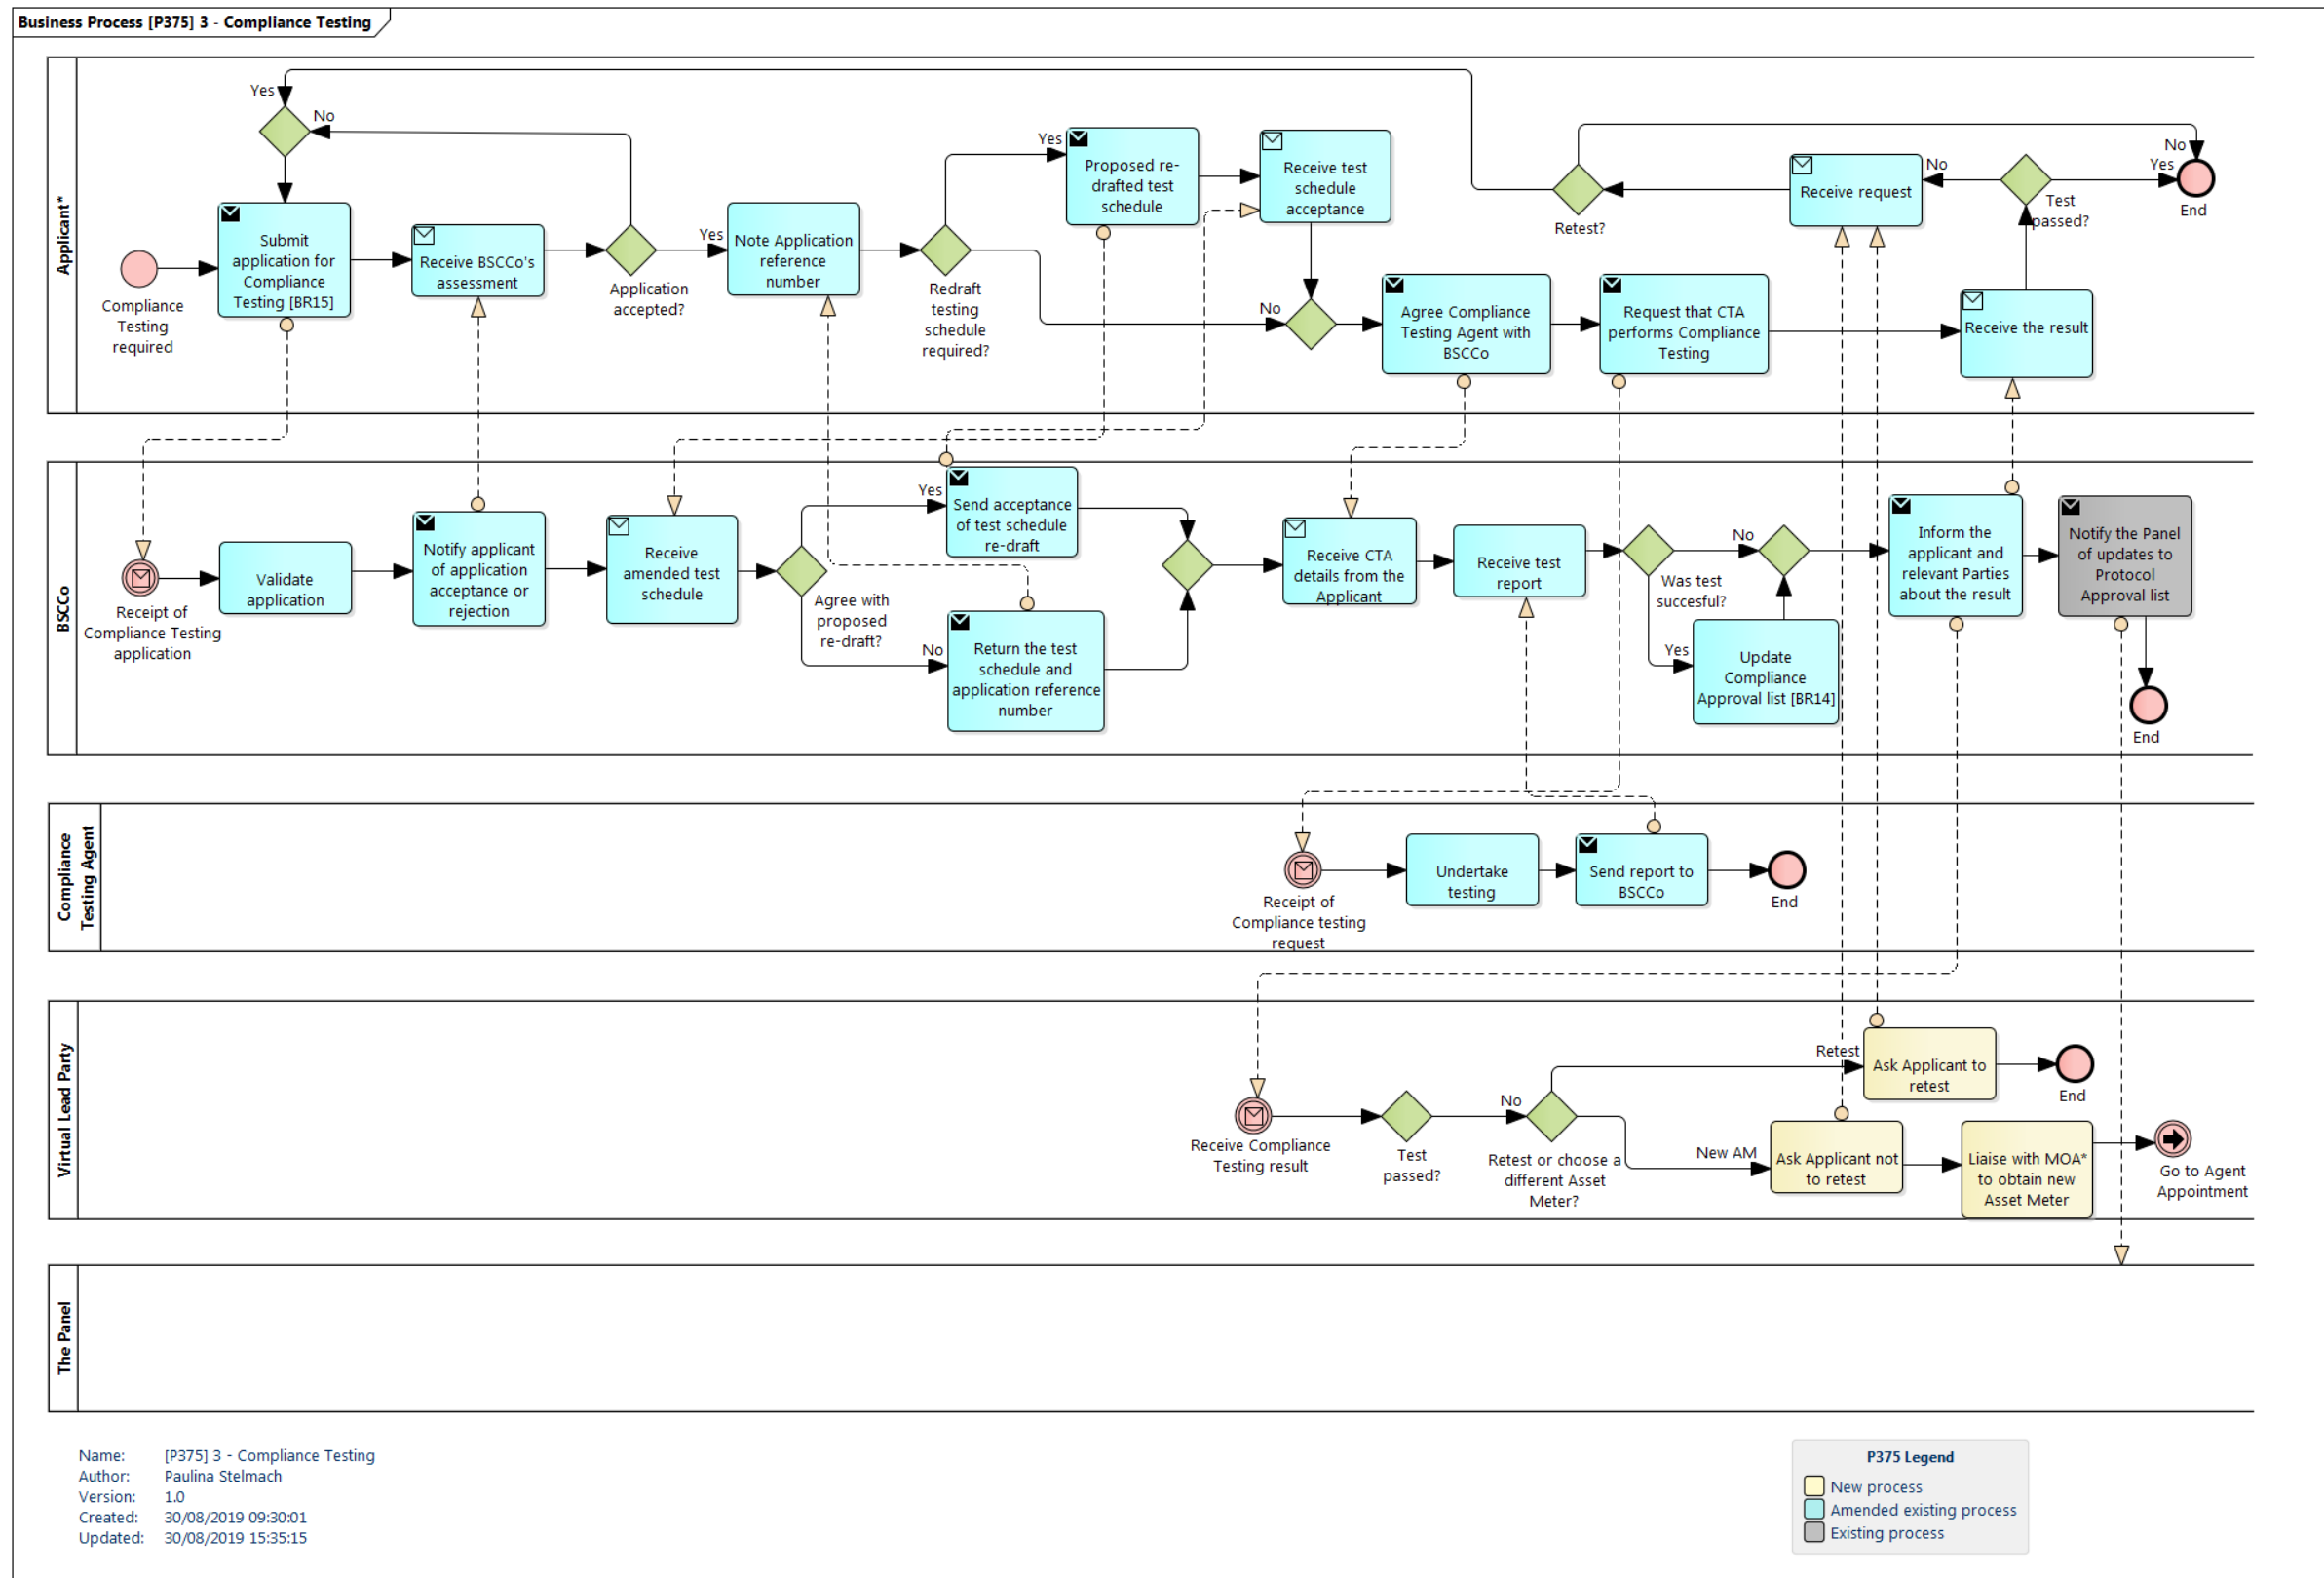 Business Process [P375] 3 - Compliance Testing
Applicant*
Yes
No
Submit
application for
Compliance
Testing [BR15]
Compliance
Testing
required
Receive BSCCo's
assessment
Application
accepted?
Yes
Note Application
reference
number
Redraft
testing
schedule
required?
Yes
Proposed re-
drafted test
schedule
Receive test
schedule
acceptance
No
Agree Compliance
Testing Agent with
BSCCo
Request that CTA
performs Compliance
Testing
Retest?
Receive request
No
Test
passed?
No
Yes
End
Receive the result
BSCCo
Receipt of
Compliance Testing
application
Validate
application
Notify applicant
of application
acceptance or
rejection
Receive
amended test
schedule
Agree with
proposed
re-draft?
Yes
Send acceptance
of test schedule
re-draft
No
Return the test
schedule and
application reference
number
Receive CTA
details from the
Applicant
Receive test
report
Was test
succesful?
No
Yes
Update
Compliance
Approval list [BR14]
Inform the
applicant and
relevant Parties
about the result
Notify the Panel
of updates to
Protocol
Approval list
End
Compliance
Testing Agent
Receipt of
Compliance testing
request
Undertake
testing
Send report to
BSCCo
End
Virtual Lead Party
Receive Compliance
Testing result
Test
passed?
No
Retest or choose a
different Asset
Meter?
Retest
Ask Applicant to
retest
End
New AM
Ask Applicant not
to retest
Liaise with MOA*
to obtain new
Asset Meter
Go to Agent
Appointment
The Panel
Name: [P375] 3 - Compliance Testing
Author: Paulina Stelmach
Version: 1.0
Created: 30/08/2019 09:30:01
Updated: 30/08/2019 15:35:15
P375 Legend
New process
Amended existing process
Existing process